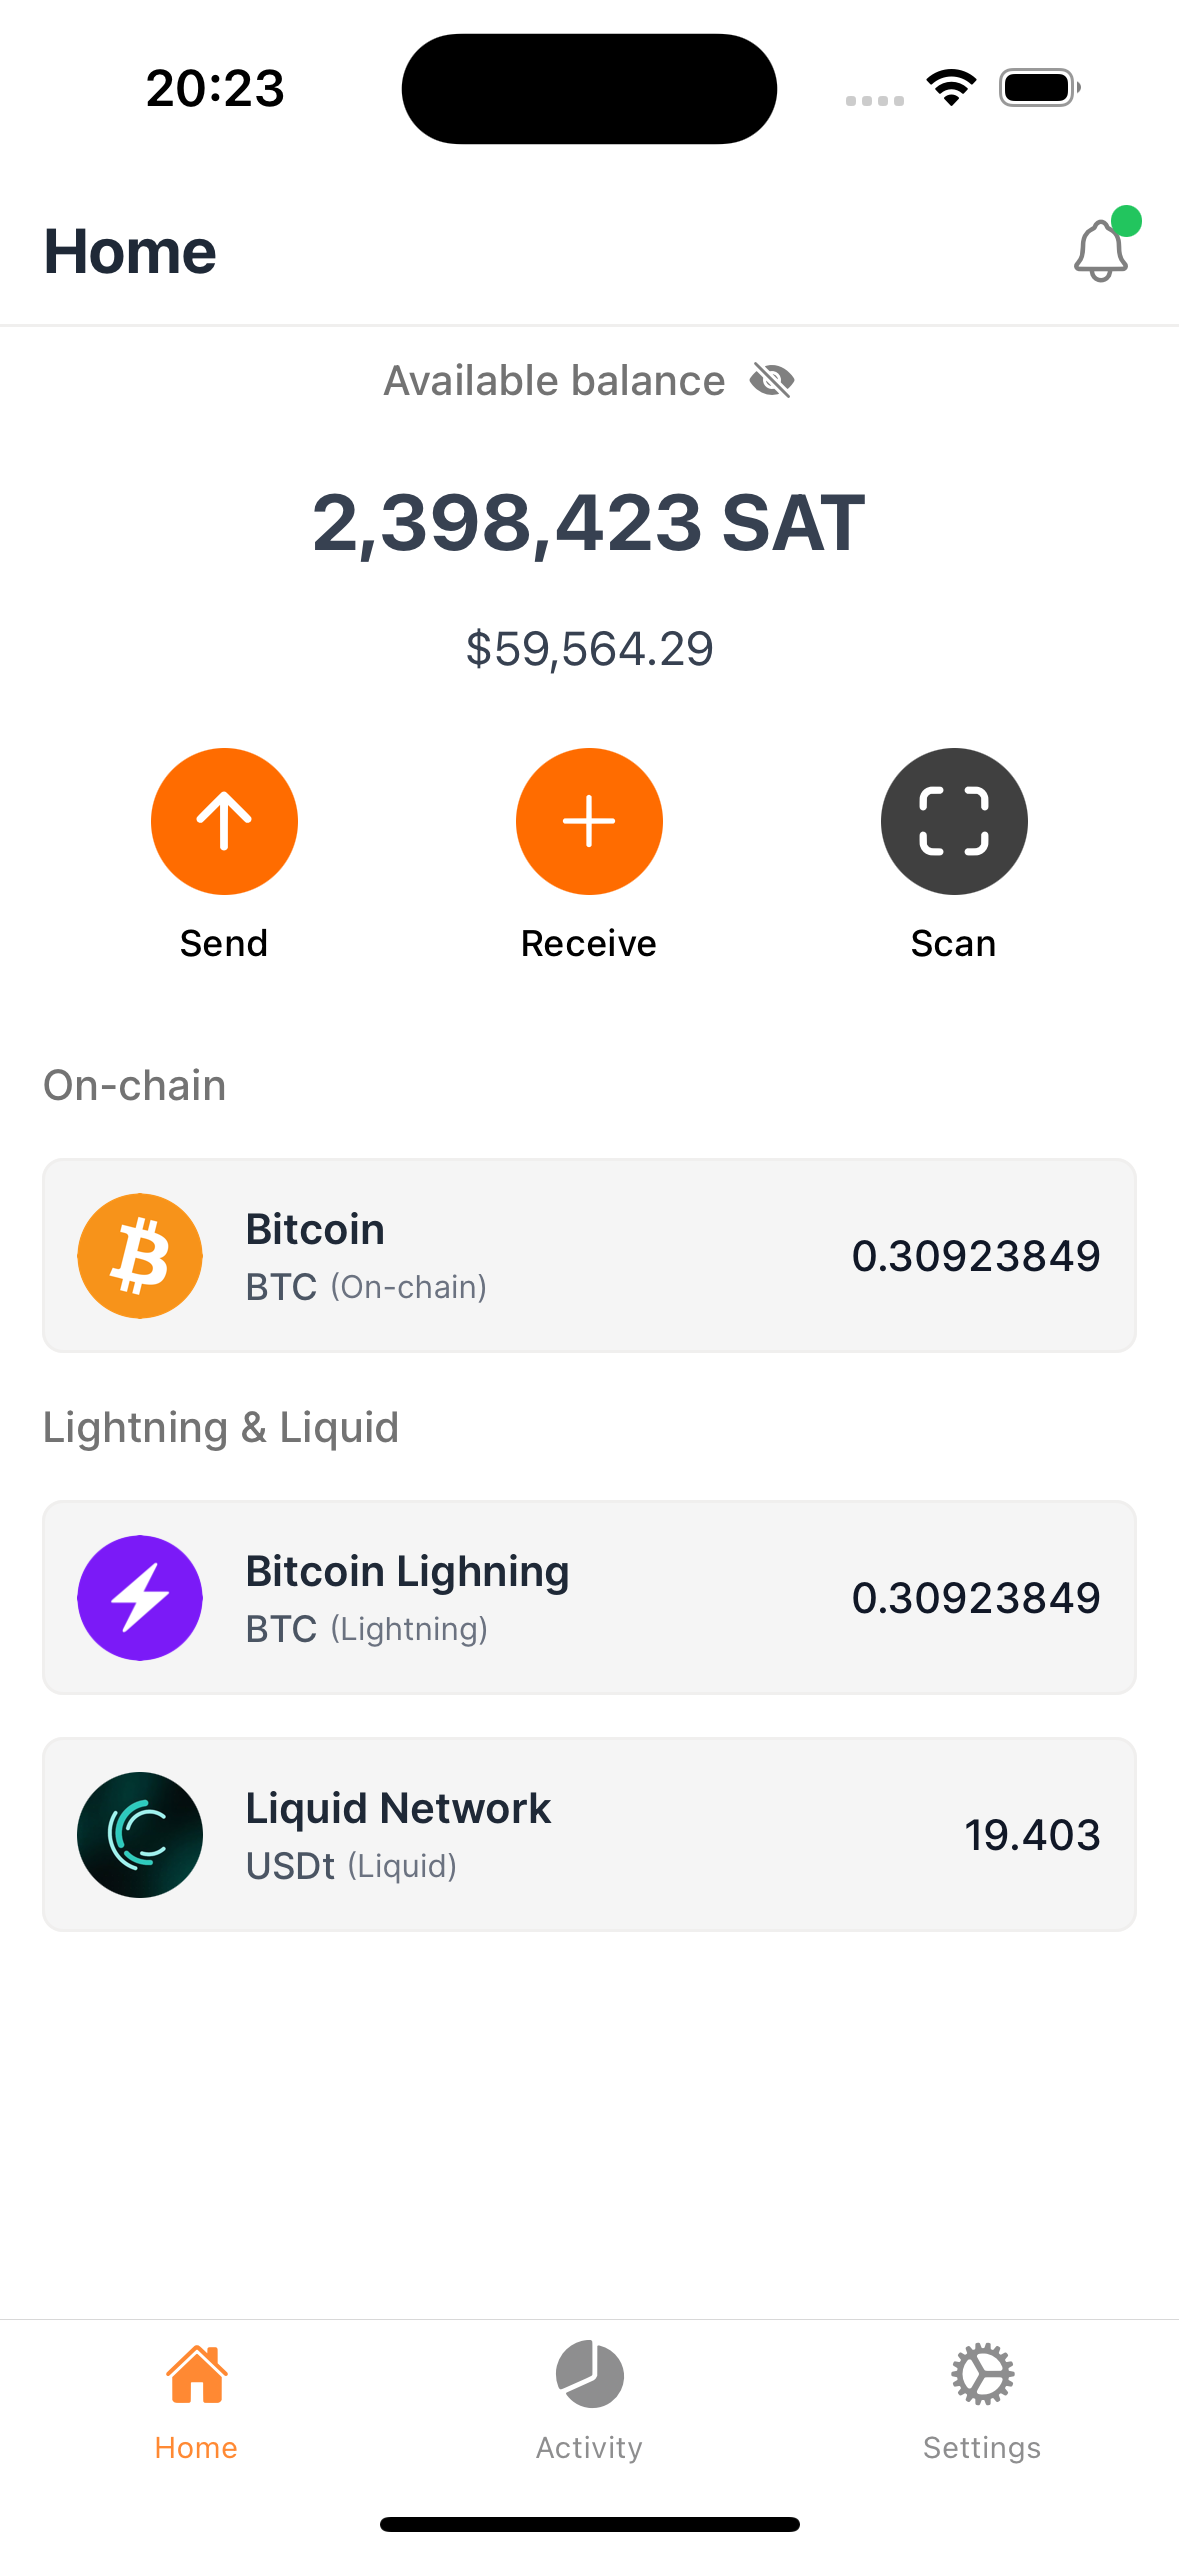 20:23
Home
Available balance
2,398,423 SAT
$59,564.29
Send
Receive
Scan
On-chain
Bitcoin
BTC (On-chain)
0.30923849
Lightning & Liquid
Bitcoin Lighning
BTC (Lightning)
0.30923849
Liquid Network
USDt (Liquid)
19.403
Home
Activity
Settings